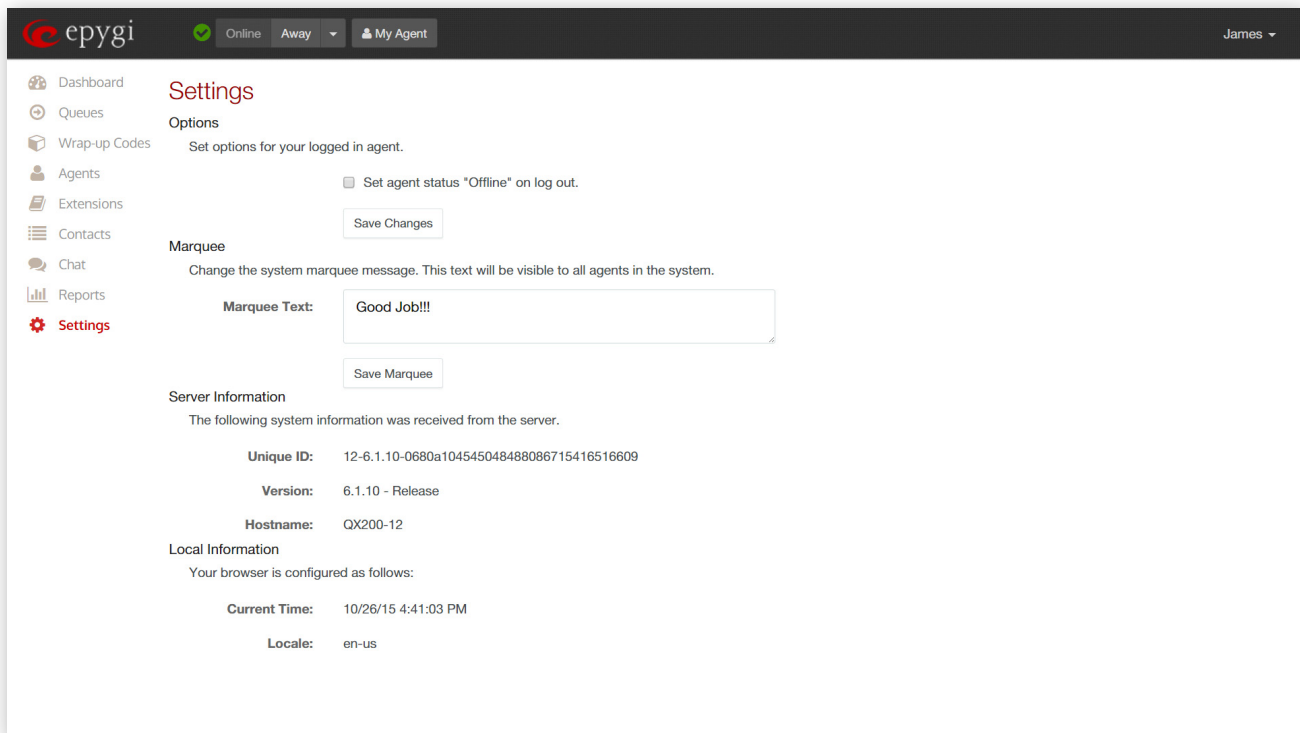 epygi
Online Away My Agent
James
Dashboard
Queues
Wrap-up Codes
Agents
Extensions
Contacts
Chat
Reports
Settings
Settings
Options
Set options for your logged in agent.
Set agent status "Offline" on log out.
Save Changes
Marquee
Change the system marquee message. This text will be visible to all agents in the system.
Marquee Text: Good Job!!!
Save Marquee
Server Information
The following system information was received from the server.
Unique ID: 12-6.1.10-0680a104545048488086715416516609
Version: 6.1.10 - Release
Hostname: QX200-12
Local Information
Your browser is configured as follows:
Current Time: 10/26/15 4:41:03 PM
Locale: en-us